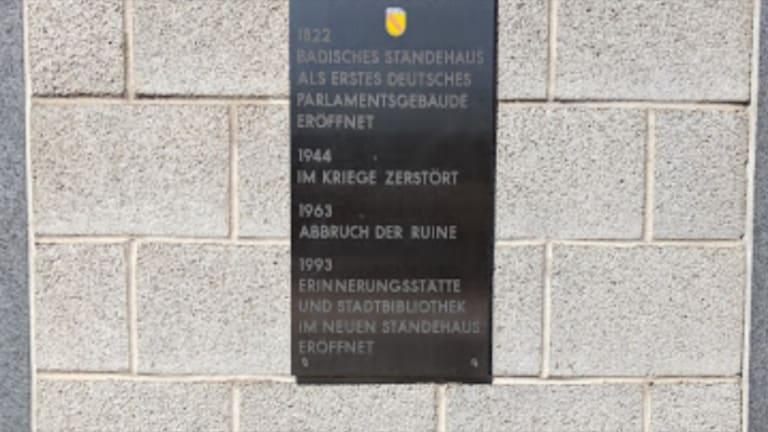 1822
BADISCHES STÄNDEHAUS
ALS ERSTES DEUTSCHES
PARLAMENTSGEBÄUDE
ERÖFFNET
1944
IM KRIEGE ZERSTÖRT
1963
ABBRUCH DER RUINE
1993
ERINNERUNGSSTÄTTE
UND STADTBIBLIOTHEK
IM NEUEN STÄNDEHAUS
ERÖFFNET